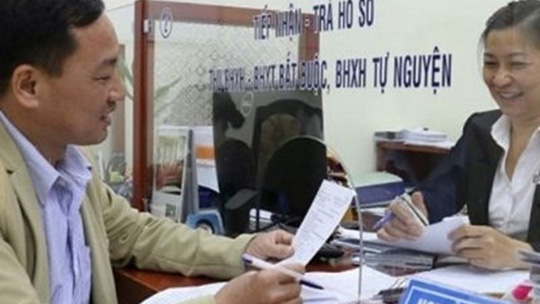 TIẾP NHẬN - TRẢ HỒ SƠ
THU BHXH - BHYT BẮT BUỘC, BHXH TỰ NGUYỆN